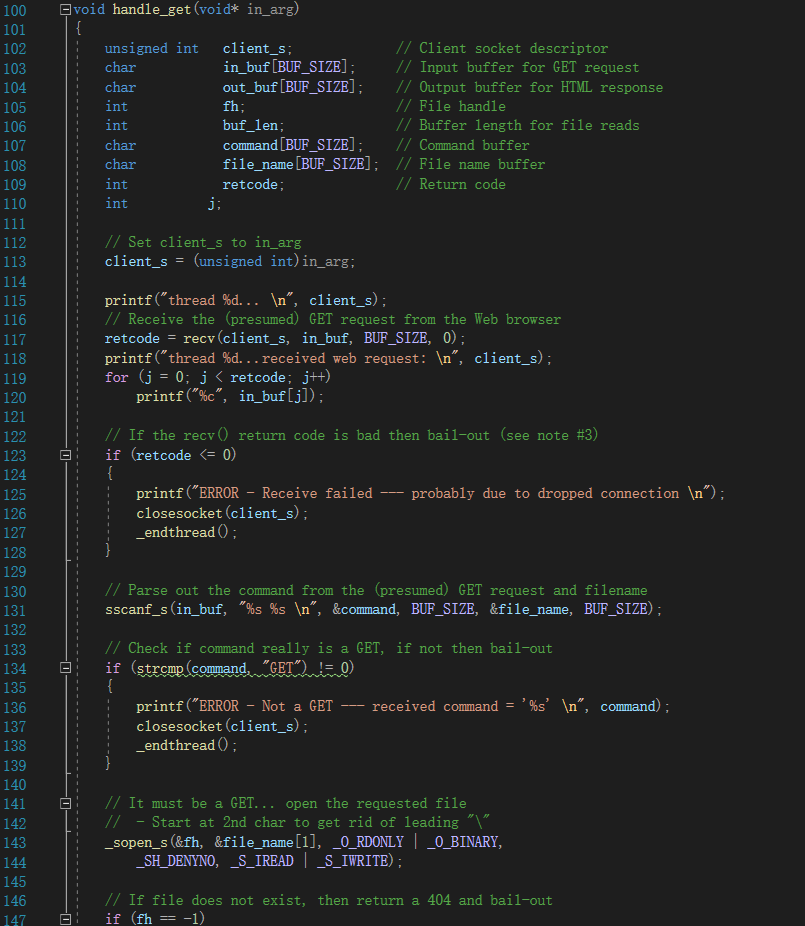 100 void handle_get(void* in_arg)
101 {
102 unsigned int client_s; // Client socket descriptor
103 char in_buf[BUF_SIZE]; // Input buffer for GET request
104 char out_buf[BUF_SIZE]; // Output buffer for HTML response
105 int fh; // File handle
106 int buf_len; // Buffer length for file reads
107 char command[BUF_SIZE]; // Command buffer
108 char file_name[BUF_SIZE]; // File name buffer
109 int retcode; // Return code
110 int j;
111
112 // Set client_s to in_arg
113 client_s = (unsigned int)in_arg;
114
115 printf("thread %d... \n", client_s);
116 // Receive the (presumed) GET request from the Web browser
117 retcode = recv(client_s, in_buf, BUF_SIZE, 0);
118 printf("thread %d...received web request: \n", client_s);
119 for (j = 0; j < retcode; j++)
120 printf("%c", in_buf[j]);
121
122 // If the recv() return code is bad then bail-out (see note #3)
123 if (retcode <= 0)
124 {
125 printf("ERROR - Receive failed --- probably due to dropped connection \n");
126 closesocket(client_s);
127 _endthread();
128 }
129
130 // Parse out the command from the (presumed) GET request and filename
131 sscanf_s(in_buf, "%s %s \n", &command, BUF_SIZE, &file_name, BUF_SIZE);
132
133 // Check if command really is a GET, if not then bail-out
134 if (strcmp(command, "GET") != 0)
135 {
136 printf("ERROR - Not a GET --- received command = '%s' \n", command);
137 closesocket(client_s);
138 _endthread();
139 }
140
141 // It must be a GET... open the requested file
142 // - Start at 2nd char to get rid of leading "\"
143 _sopen_s(&fh, &file_name[1], _O_RDONLY | _O_BINARY,
144 _SH_DENYNO, _S_IREAD | _S_IWRITE);
145
146 // If file does not exist, then return a 404 and bail-out
147 if (fh == -1)